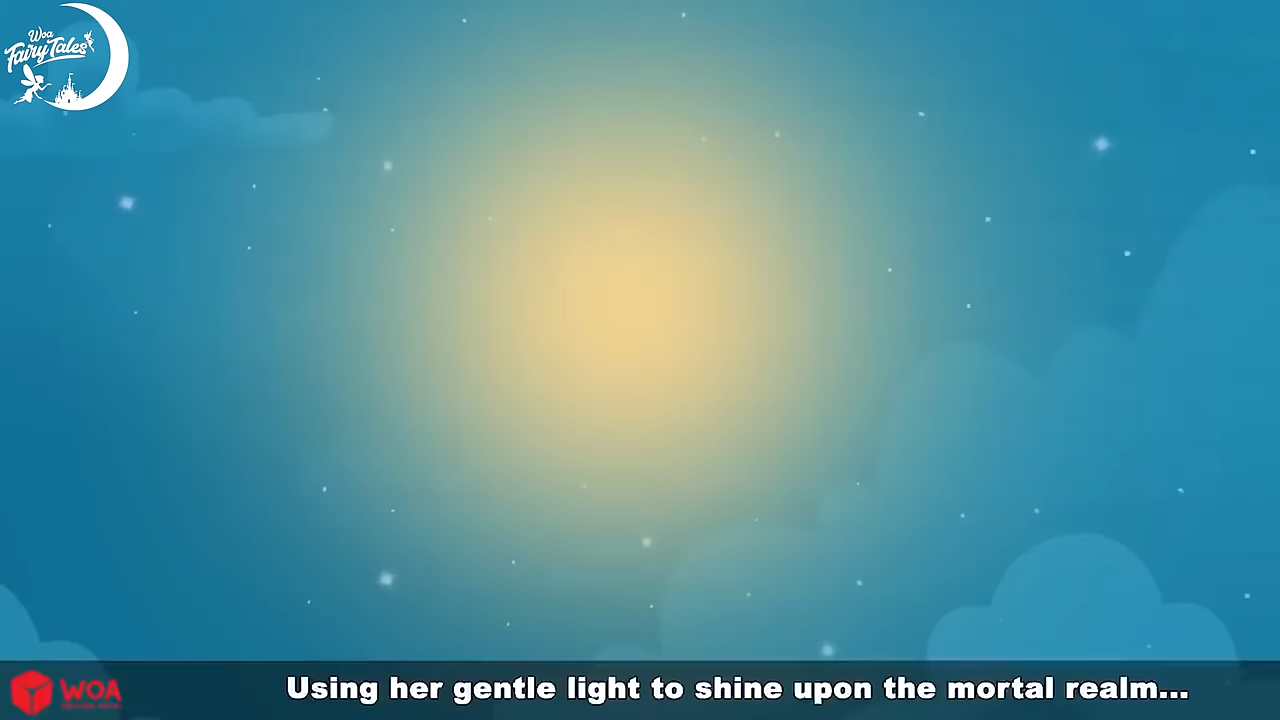 Woa
Fairy Tales
WOA
Using her gentle light to shine upon the mortal realm...